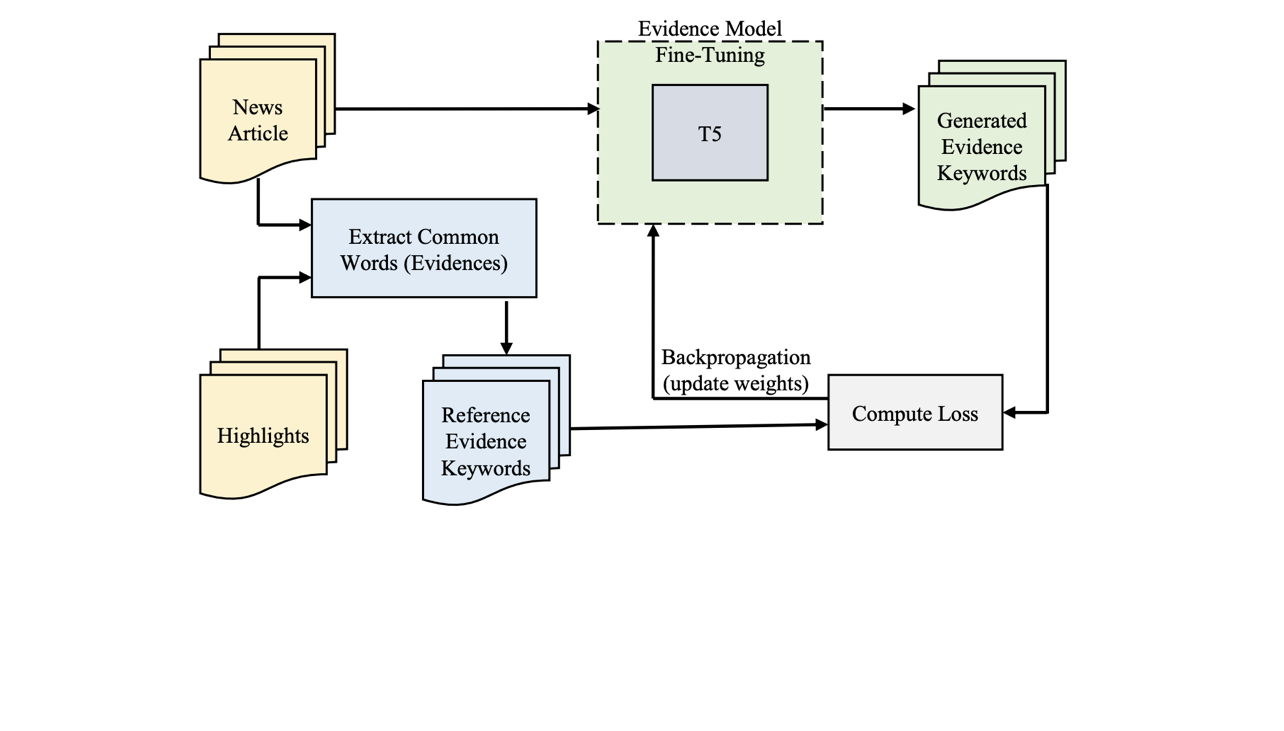 Evidence Model
Fine-Tuning
News
Article
T5
Generated
Evidence
Keywords
Extract Common
Words (Evidences)
Backpropagation
(update weights)
Highlights
Reference
Evidence
Keywords
Compute Loss